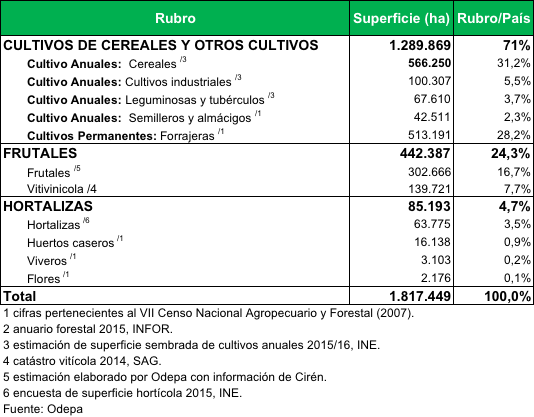 Rubro Superficie (ha) Rubro/País
CULTIVOS DE CEREALES Y OTROS CULTIVOS 1.289.869 71%
Cultivo Anuales: Cereales /3 566.250 31,2%
Cultivo Anuales: Cultivos industriales /3 100.307 5,5%
Cultivo Anuales: Leguminosas y tubérculos /3 67.610 3,7%
Cultivo Anuales: Semilleros y almácigos /1 42.511 2,3%
Cultivos Permanentes: Forrajeras /1 513.191 28,2%
FRUTALES 442.387 24,3%
Frutales /5 302.666 16,7%
Vitivinicola /4 139.721 7,7%
HORTALIZAS 85.193 4,7%
Hortalizas /6 63.775 3,5%
Huertos caseros /1 16.138 0,9%
Viveros /1 3.103 0,2%
Flores /1 2.176 0,1%
Total 1.817.449 100,0%
1 cifras pertenecientes al VII Censo Nacional Agropecuario y Forestal (2007).
2 anuario forestal 2015, INFOR.
3 estimación de superficie sembrada de cultivos anuales 2015/16, INE.
4 catástro vitícola 2014, SAG.
5 estimación elaborado por Odepa con información de Cirén.
6 encuesta de superficie hortícola 2015, INE.
Fuente: Odepa